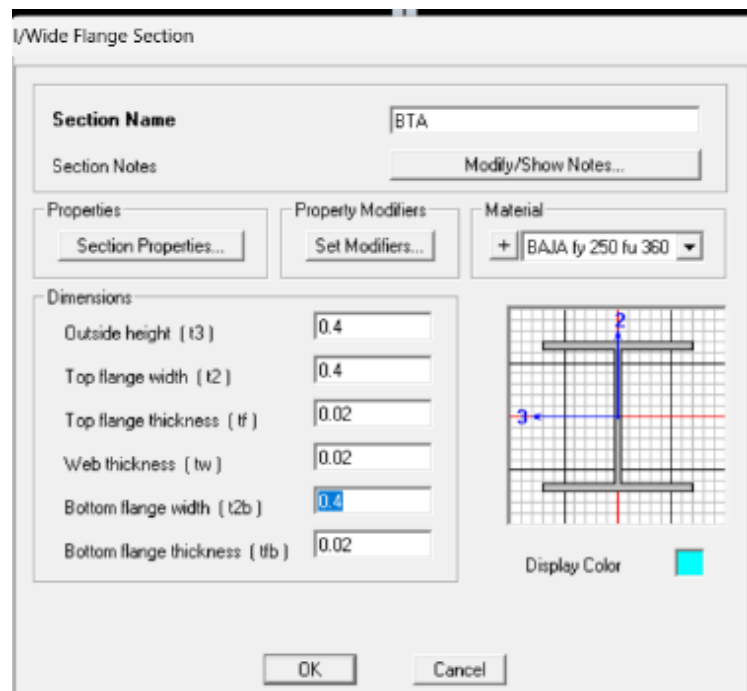 I/Wide Flange Section
Section Name BTA
Section Notes Modify/Show Notes...
Properties Property Modifiers Material
Section Properties... Set Modifiers... + BAJA fy 250 fu 360
Dimensions
Outside height ( t3 ) 0.4
Top flange width ( t2 ) 0.4
Top flange thickness ( tf ) 0.02
Web thickness ( tw ) 0.02
Bottom flange width ( t2b ) 0.4
Bottom flange thickness ( tfb ) 0.02
2
3
Display Color
OK Cancel